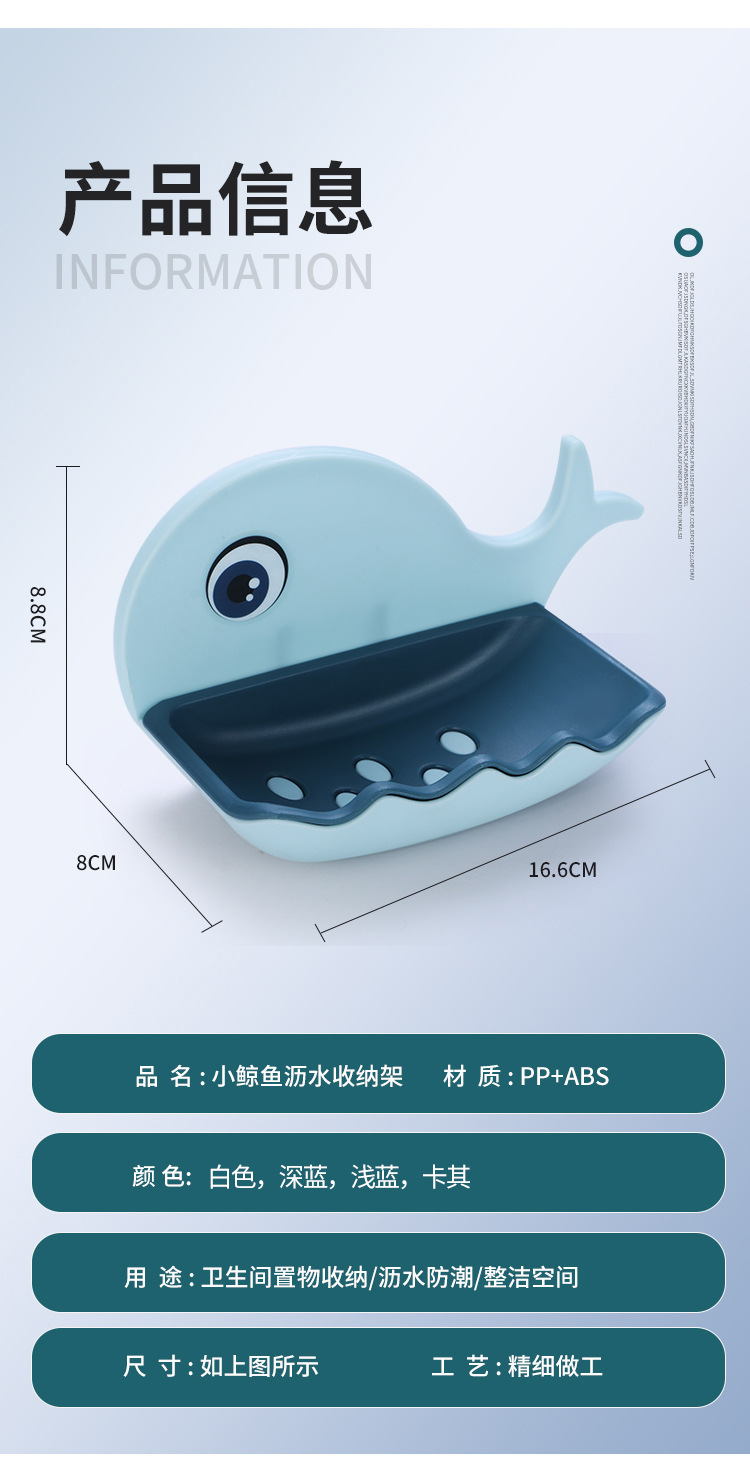 产品信息
INFORMATION
8.8CM
8CM
16.6CM
品 名 : 小鲸鱼沥水收纳架 材 质 : PP+ABS
颜 色: 白色，深蓝，浅蓝，卡其
用 途 : 卫生间置物收纳/沥水防潮/整洁空间
尺 寸 : 如上图所示 工 艺 : 精细做工